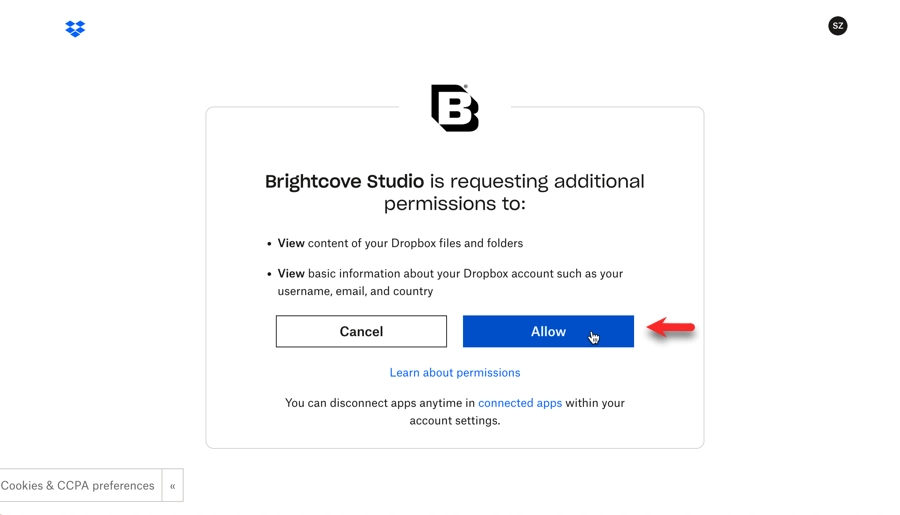 SZ
B
Brightcove Studio is requesting additional
permissions to:
• View content of your Dropbox files and folders
• View basic information about your Dropbox account such as your
username, email, and country
Cancel
Allow
Learn about permissions
You can disconnect apps anytime in connected apps within your
account settings.
Cookies & CCPA preferences «